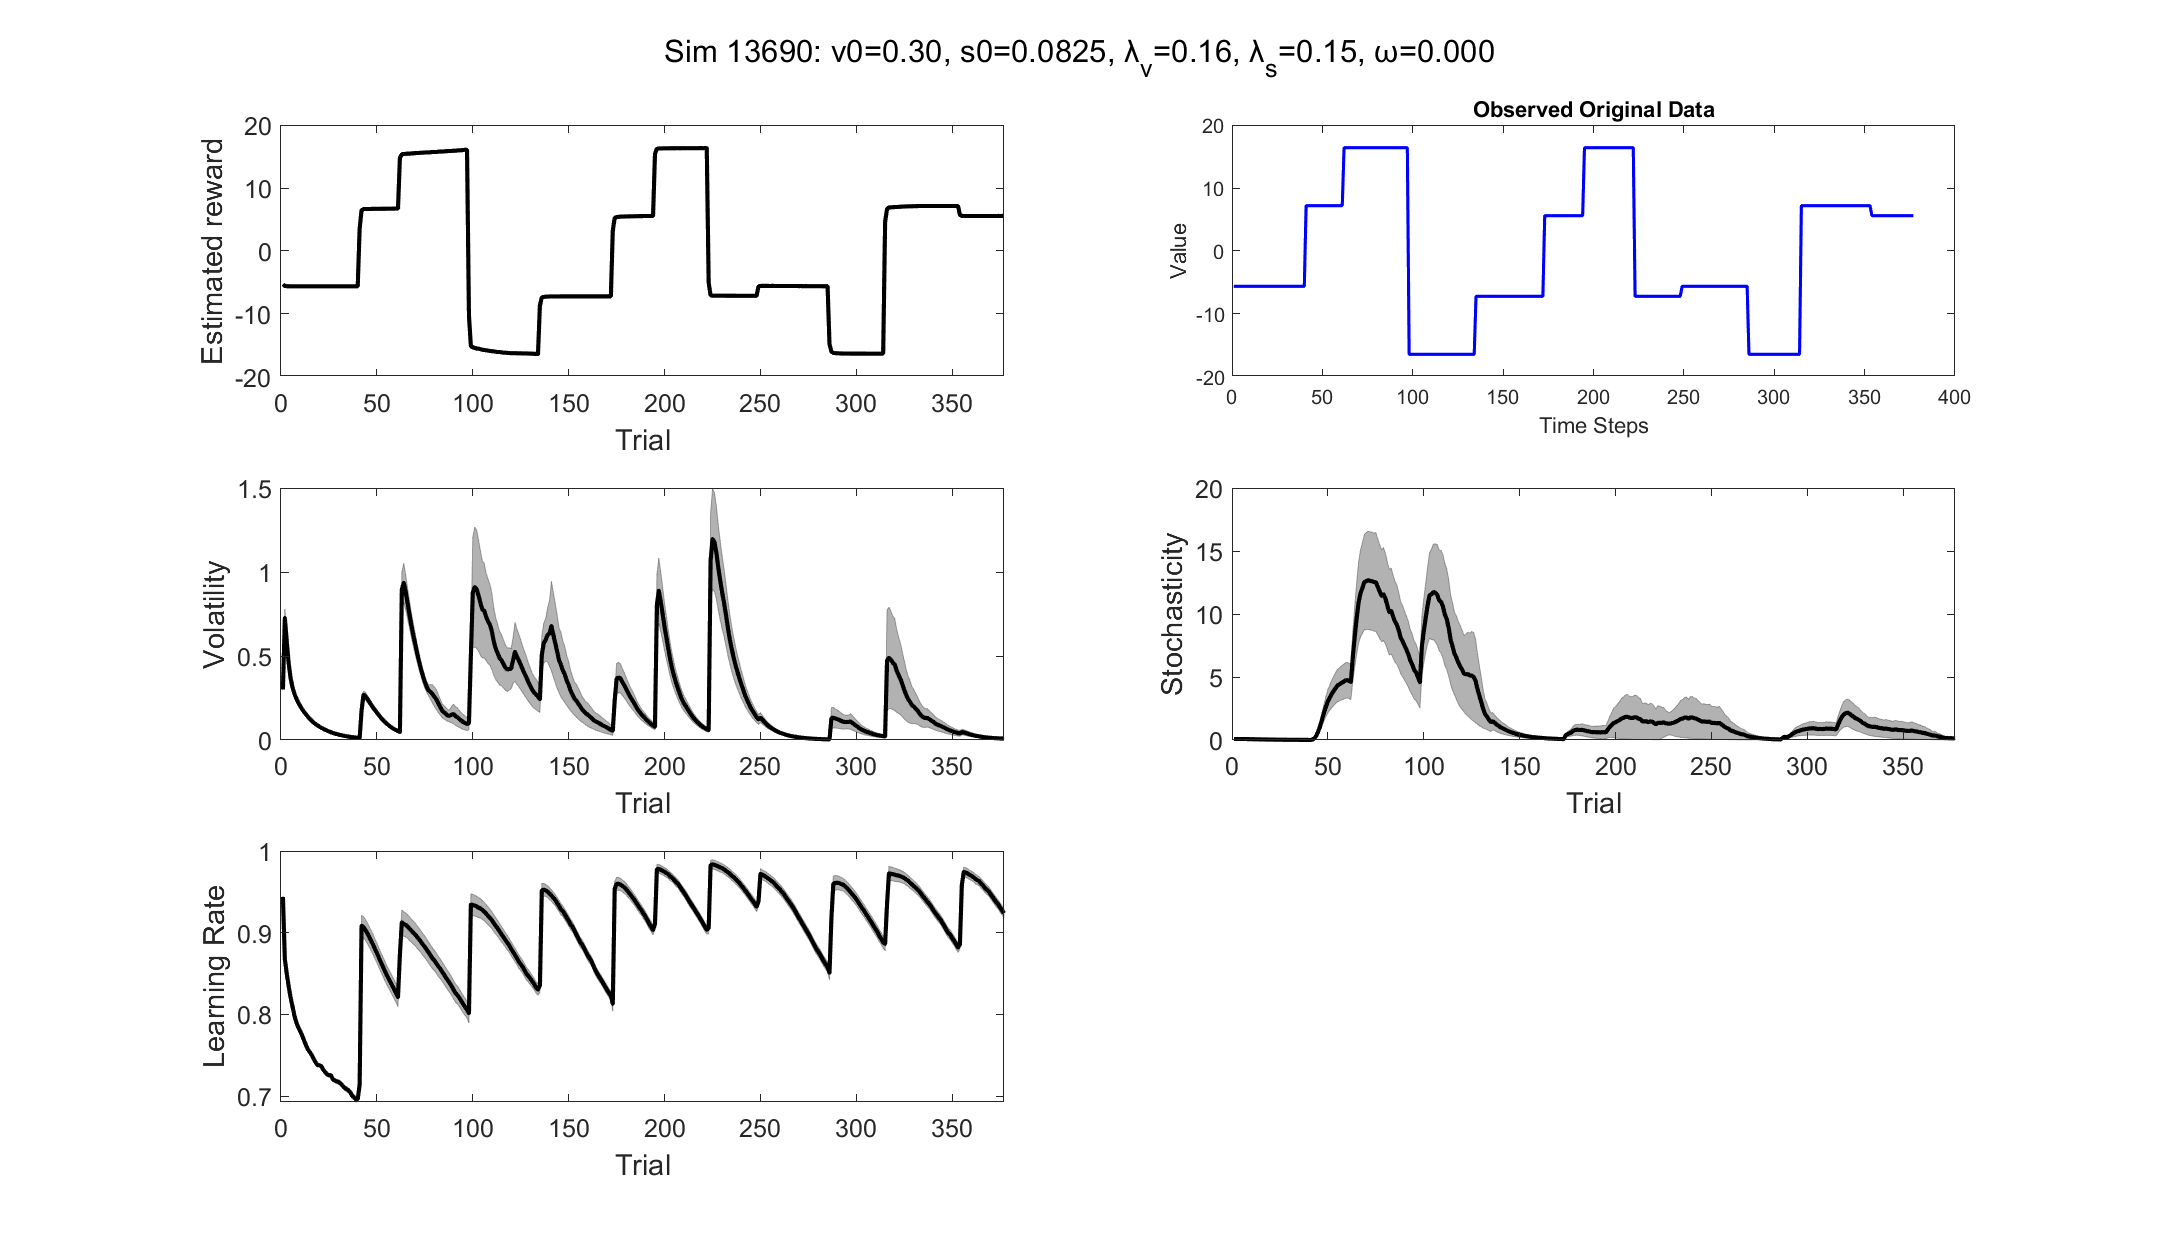 Sim 13690: v0=0.30, s0=0.0825, λv=0.16, λs=0.15, ω=0.000
20
10
0
-10
-20
Estimated reward
0 50 100 150 200 250 300 350
Trial
Observed Original Data
20
10
0
-10
-20
Value
0 50 100 150 200 250 300 350 400
Time Steps
1.5
1
0.5
0
Volatility
0 50 100 150 200 250 300 350
Trial
20
15
10
5
0
Stochasticity
0 50 100 150 200 250 300 350
Trial
1
0.9
0.8
0.7
Learning Rate
0 50 100 150 200 250 300 350
Trial